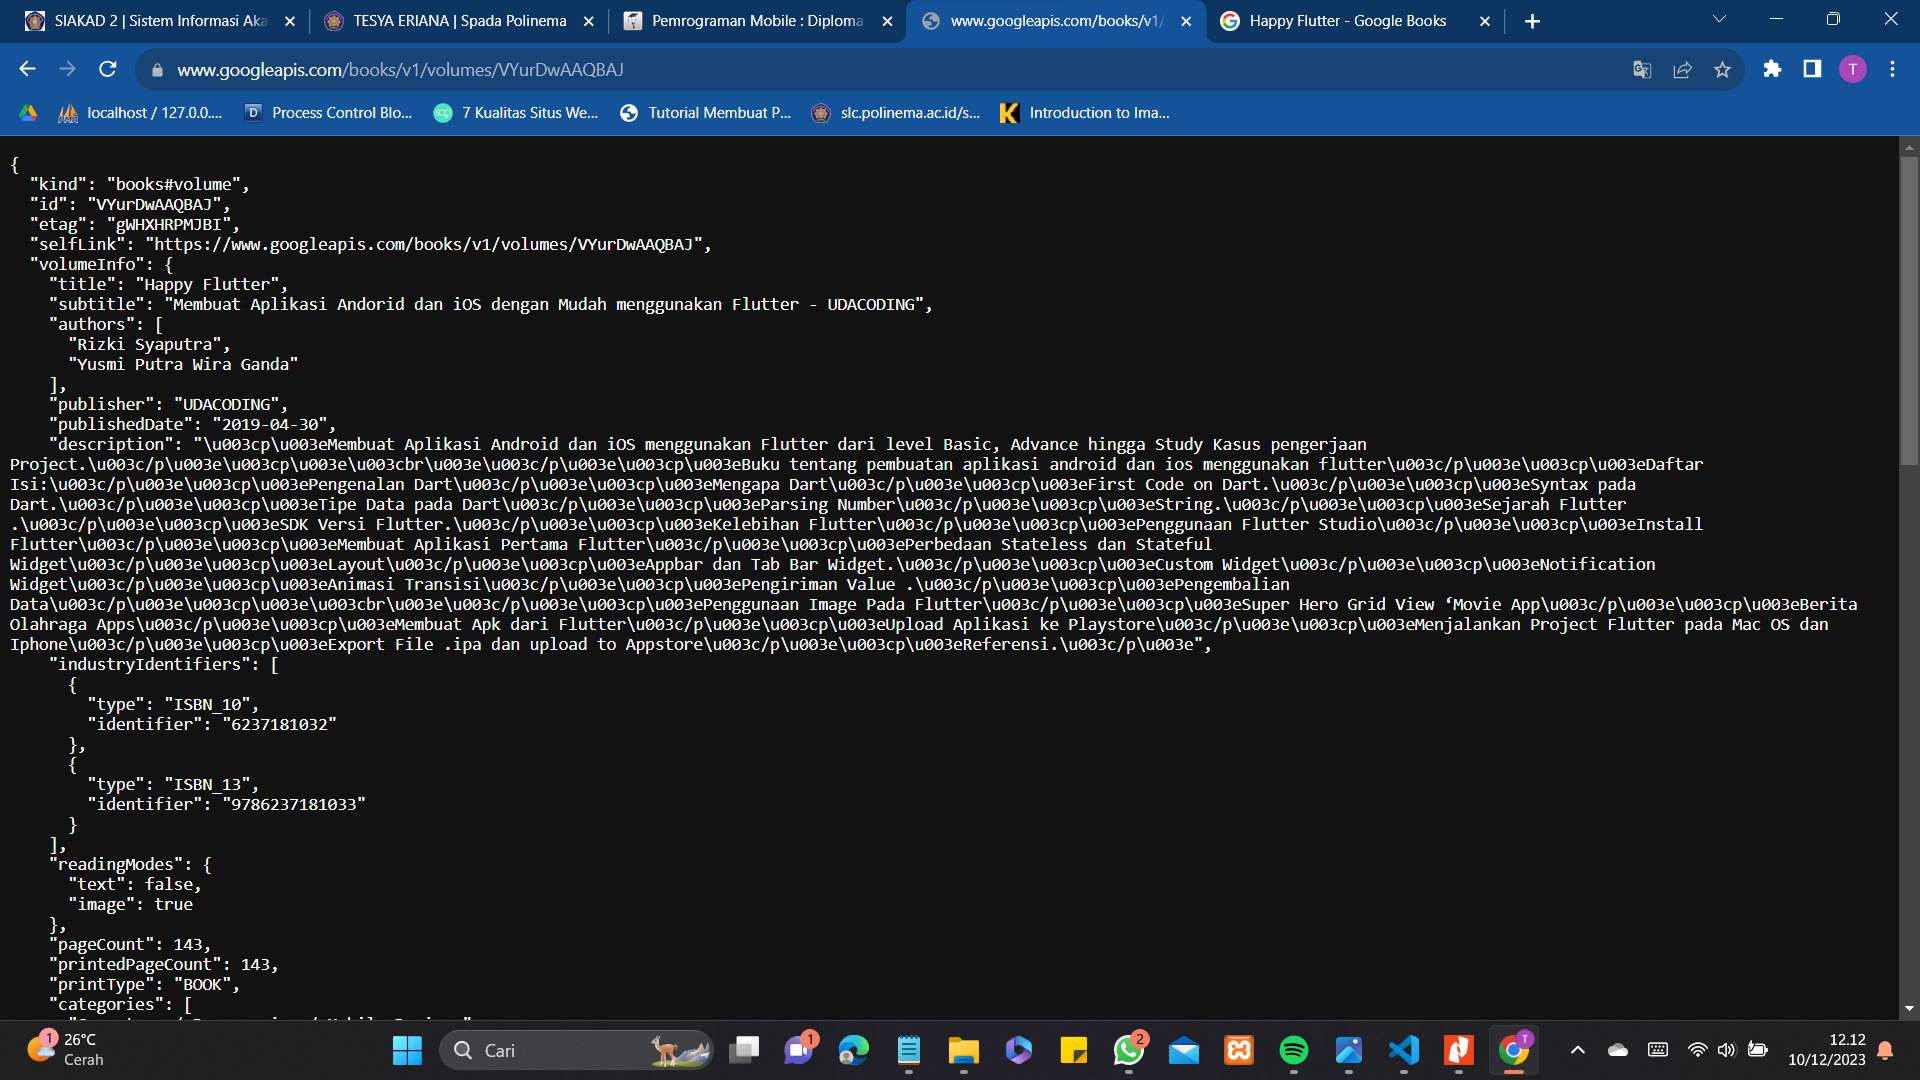 SIAKAD 2 | Sistem Informasi Aka
TESYA ERIANA | Spada Polinema
Pemrograman Mobile : Diploma
www.googleapis.com/books/v1/
Happy Flutter - Google Books
www.googleapis.com/books/v1/volumes/VYurDwAAQBAJ
T
localhost / 127.0.0....
D
Process Control Blo...
7 Kualitas Situs We...
Tutorial Membuat P...
slc.polinema.ac.id/s...
Introduction to Ima...
{
"kind": "books#volume",
"id": "VYurDwAAQBAJ",
"etag": "gWHXHRPMJBI",
"selfLink": "https://www.googleapis.com/books/v1/volumes/VYurDwAAQBAJ",
"volumeInfo": {
"title": "Happy Flutter",
"subtitle": "Membuat Aplikasi Andorid dan iOS dengan Mudah menggunakan Flutter - UDACODING",
"authors": [
"Rizki Syaputra",
"Yusmi Putra Wira Ganda"
],
"publisher": "UDACODING",
"publishedDate": "2019-04-30",
"description": "\u003cp\u003eMembuat Aplikasi Android dan iOS menggunakan Flutter dari level Basic, Advance hingga Study Kasus pengerjaan
Project.\u003c/p\u003e\u003cp\u003e\u003cbr\u003e\u003c/p\u003e\u003cp\u003eBuku tentang pembuatan aplikasi android dan ios menggunakan flutter\u003c/p\u003e\u003cp\u003eDaftar
Isi:\u003c/p\u003e\u003cp\u003ePengenalan Dart\u003c/p\u003e\u003cp\u003eMengapa Dart\u003c/p\u003e\u003cp\u003eFirst Code on Dart.\u003c/p\u003e\u003cp\u003eSyntax pada
Dart.\u003c/p\u003e\u003cp\u003eTipe Data pada Dart\u003c/p\u003e\u003cp\u003eParsing Number\u003c/p\u003e\u003cp\u003eString.\u003c/p\u003e\u003cp\u003eSejarah Flutter
.\u003c/p\u003e\u003cp\u003eSDK Versi Flutter.\u003c/p\u003e\u003cp\u003eKelebihan Flutter\u003c/p\u003e\u003cp\u003ePenggunaan Flutter Studio\u003c/p\u003e\u003cp\u003eInstall
Flutter\u003c/p\u003e\u003cp\u003eMembuat Aplikasi Pertama Flutter\u003c/p\u003e\u003cp\u003ePerbedaan Stateless dan Stateful
Widget\u003c/p\u003e\u003cp\u003eLayout\u003c/p\u003e\u003cp\u003eAppbar dan Tab Bar Widget.\u003c/p\u003e\u003cp\u003eCustom Widget\u003c/p\u003e\u003cp\u003eNotification
Widget\u003c/p\u003e\u003cp\u003eAnimasi Transisi\u003c/p\u003e\u003cp\u003ePengiriman Value .\u003c/p\u003e\u003cp\u003ePengembalian
Data\u003c/p\u003e\u003cp\u003e\u003cbr\u003e\u003c/p\u003e\u003cp\u003ePenggunaan Image Pada Flutter\u003c/p\u003e\u003cp\u003eSuper Hero Grid View ‘Movie App\u003c/p\u003e\u003cp\u003eBerita
Olahraga Apps\u003c/p\u003e\u003cp\u003eMembuat Apk dari Flutter\u003c/p\u003e\u003cp\u003eUpload Aplikasi ke Playstore\u003c/p\u003e\u003cp\u003eMenjalankan Project Flutter pada Mac OS dan
Iphone\u003c/p\u003e\u003cp\u003eExport File .ipa dan upload to Appstore\u003c/p\u003e\u003cp\u003eReferensi.\u003c/p\u003e",
"industryIdentifiers": [
{
"type": "ISBN_10",
"identifier": "6237181032"
},
{
"type": "ISBN_13",
"identifier": "9786237181033"
}
],
"readingModes": {
"text": false,
"image": true
},
"pageCount": 143,
"printedPageCount": 143,
"printType": "BOOK",
"categories": [
1
26°C
Cerah
Cari
1
2
T
12.12
10/12/2023